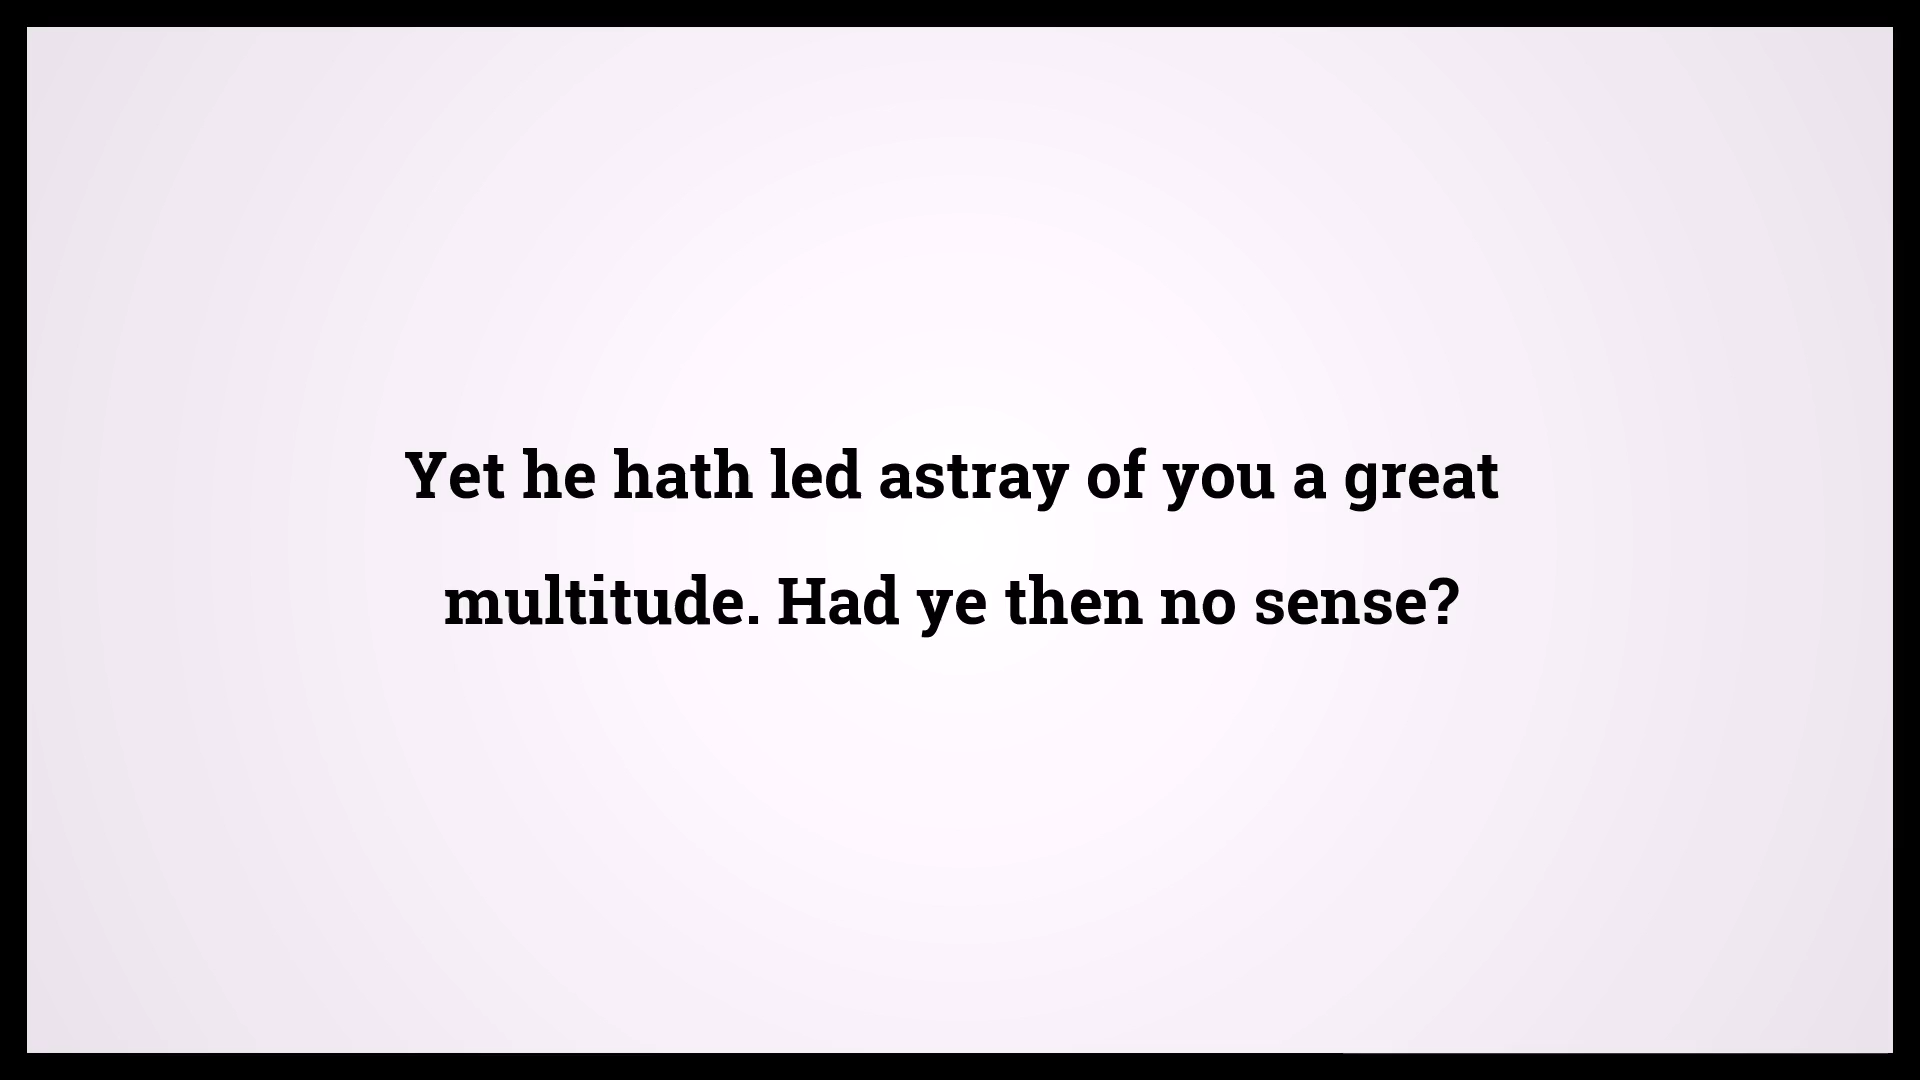 Yet he hath led astray of you a great
multitude. Had ye then no sense?